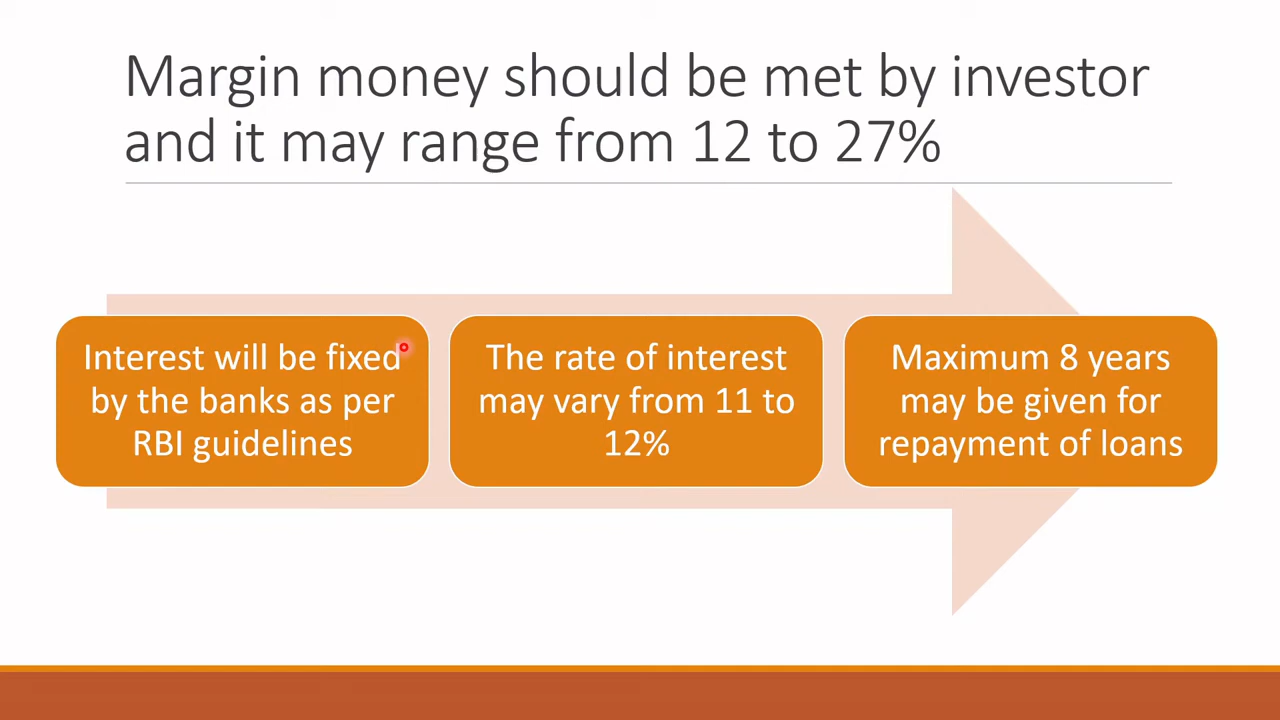 Margin money should be met by investor
and it may range from 12 to 27%
Interest will be fixed
by the banks as per
RBI guidelines
The rate of interest
may vary from 11 to
12%
Maximum 8 years
may be given for
repayment of loans